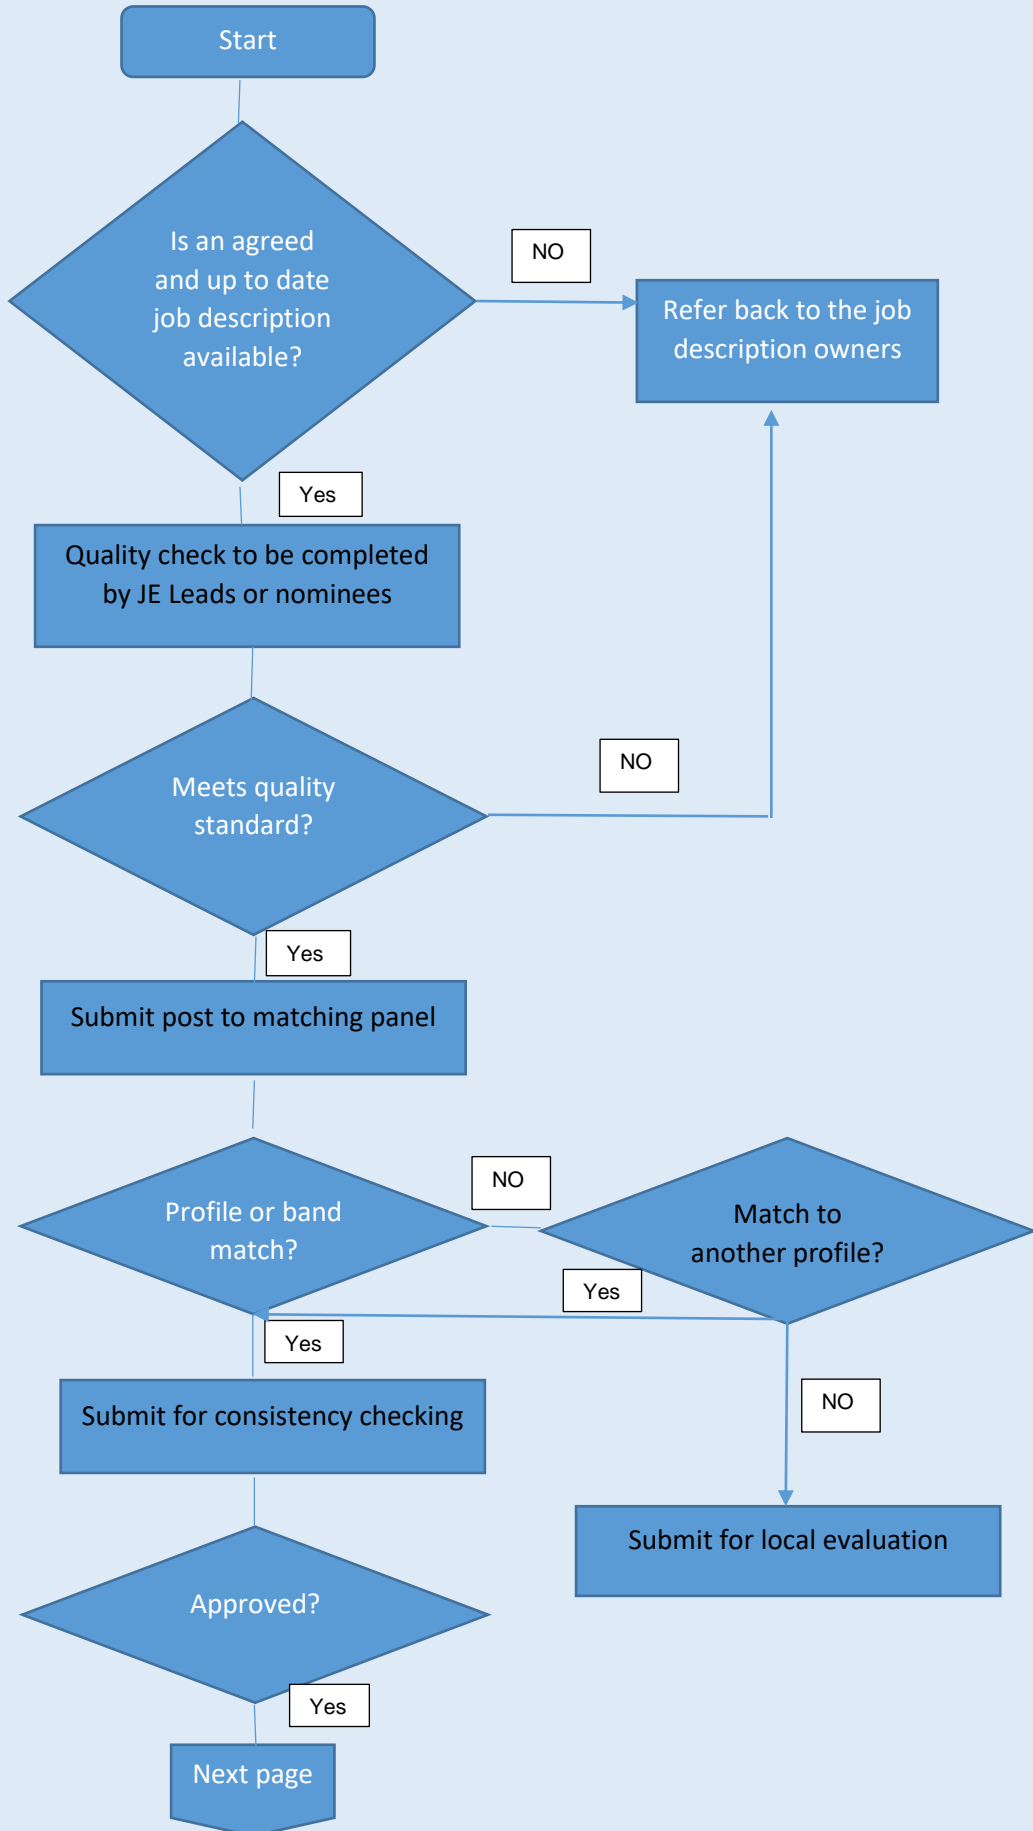 Start
Is an agreed
and up to date
job description
available?
NO
Refer back to the job
description owners
Yes
Quality check to be completed
by JE Leads or nominees
Meets quality
standard?
NO
Yes
Submit post to matching panel
Profile or band
match?
NO
Match to
another profile?
Yes
Yes
Submit for consistency checking
NO
Submit for local evaluation
Approved?
Yes
Next page